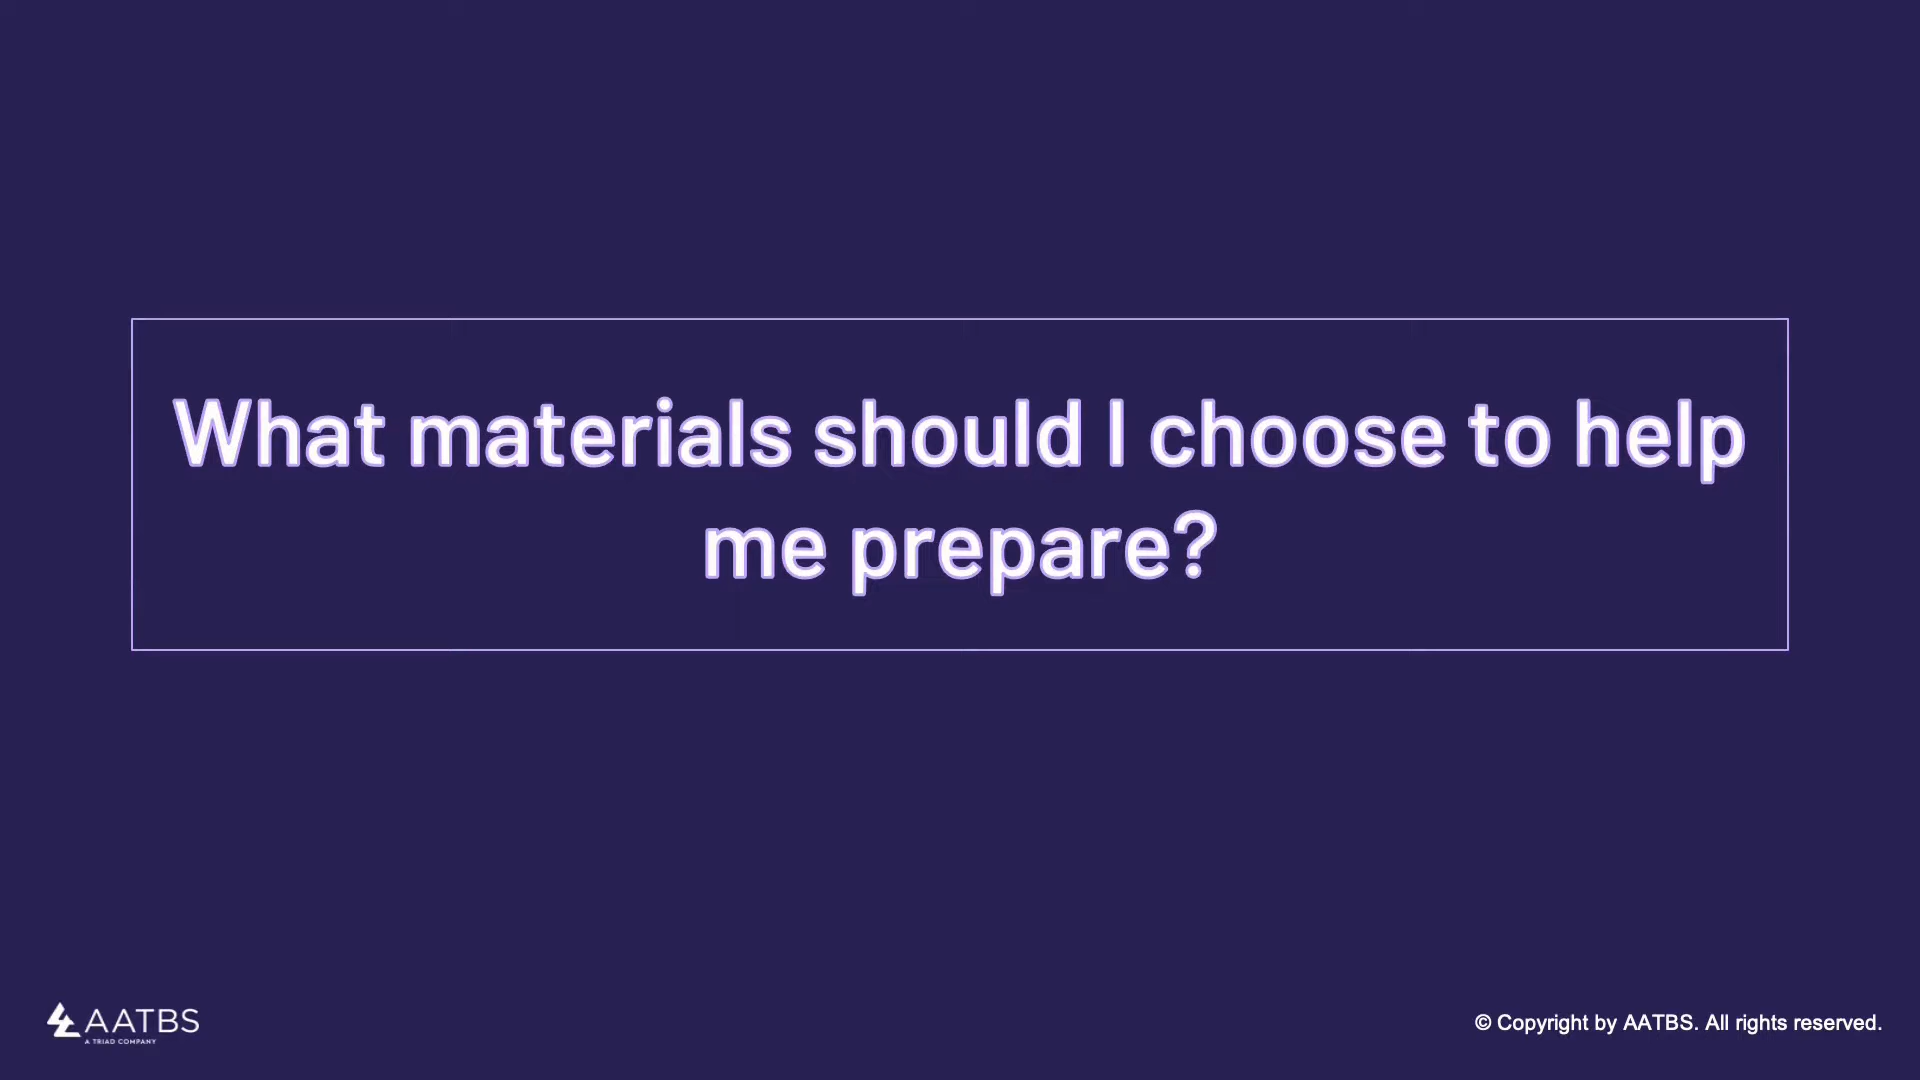 What materials should I choose to help
me prepare?
AATBS
A TRIAD COMPANY
© Copyright by AATBS. All rights reserved.